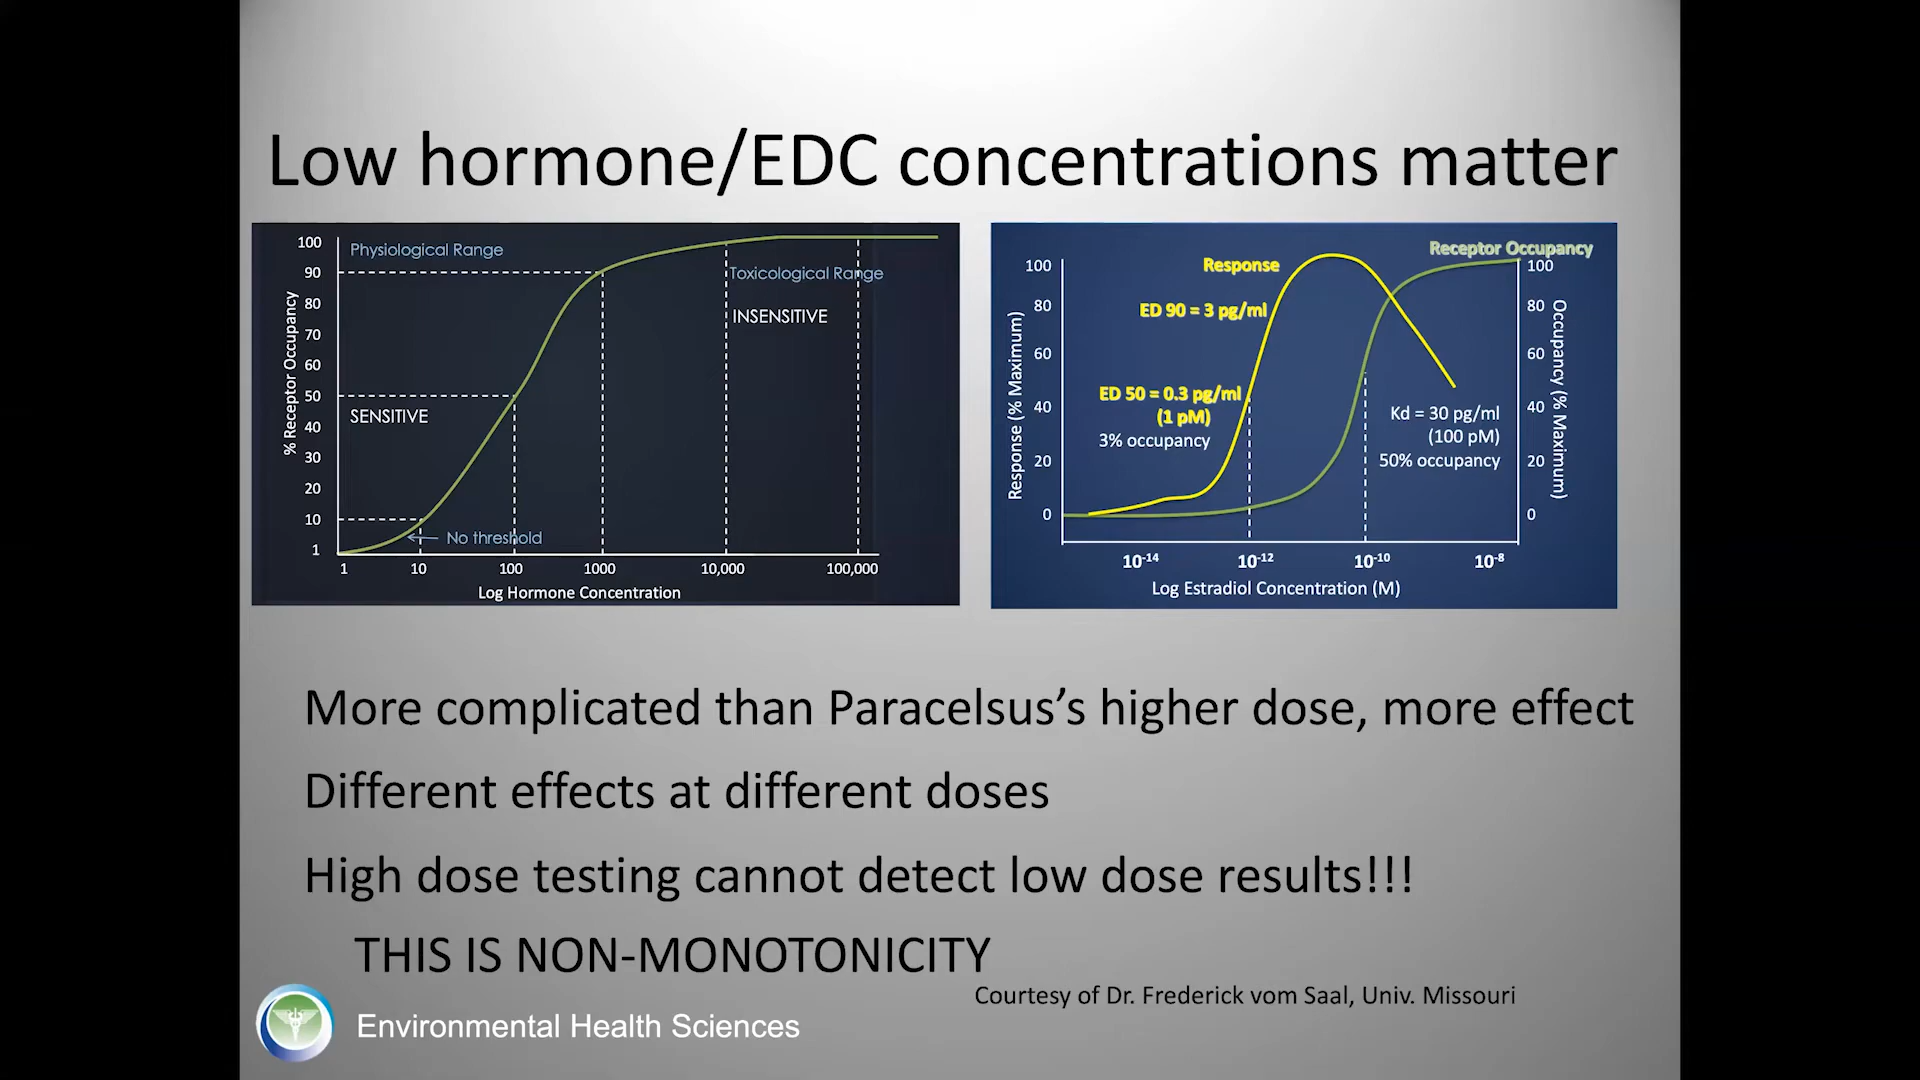 Low hormone/EDC concentrations matter
% Receptor Occupancy
100
90
80
70
60
50
40
30
20
10
1
Physiological Range
Toxicological Range
INSENSITIVE
SENSITIVE
No threshold
1 10 100 1000 10,000 100,000
Log Hormone Concentration
Receptor Occupancy
Response
Response (% Maximum)
100
80
60
40
20
0
ED 90 = 3 pg/ml
ED 50 = 0.3 pg/ml
(1 pM)
3% occupancy
Kd = 30 pg/ml
(100 pM)
50% occupancy
100
80
60
40
20
0
Occupancy (% Maximum)
10-14 10-12 10-10 10-8
Log Estradiol Concentration (M)
More complicated than Paracelsus’s higher dose, more effect
Different effects at different doses
High dose testing cannot detect low dose results!!!
THIS IS NON-MONOTONICITY
Courtesy of Dr. Frederick vom Saal, Univ. Missouri
Environmental Health Sciences